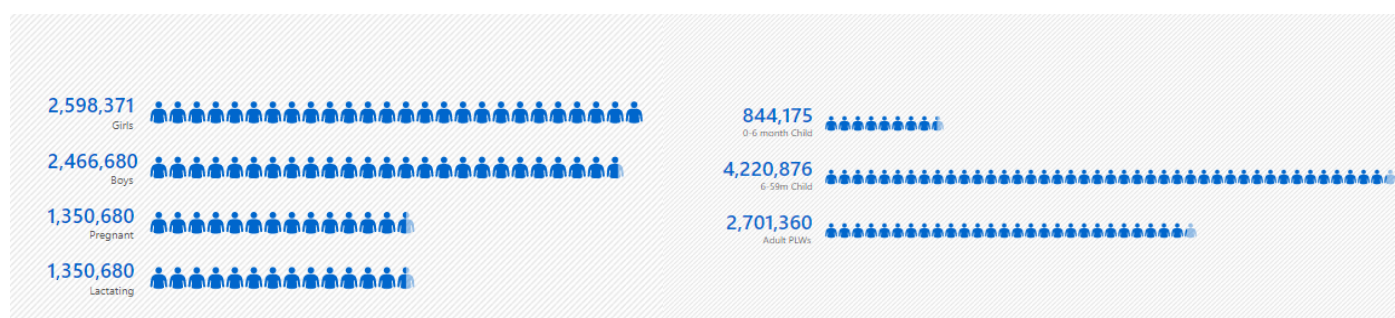 2,598,371
Girls
2,466,680
Boys
1,350,680
Pregnant
1,350,680
Lactating
844,175
0-6 month Child
4,220,876
6-59m Child
2,701,360
Adult PLWs